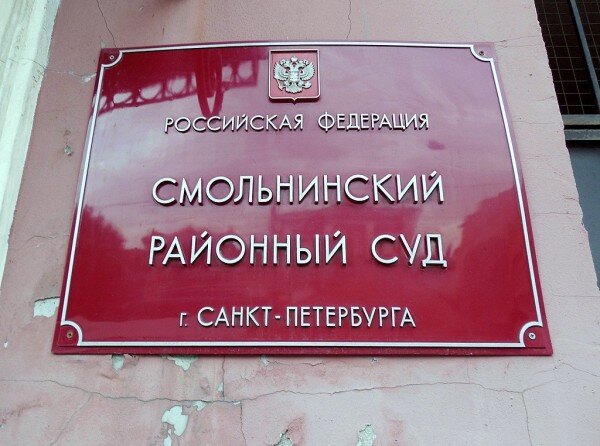 РОССИЙСКАЯ ФЕДЕРАЦИЯ
СМОЛЬНИНСКИЙ
РАЙОННЫЙ СУД
г. САНКТ-ПЕТЕРБУРГА